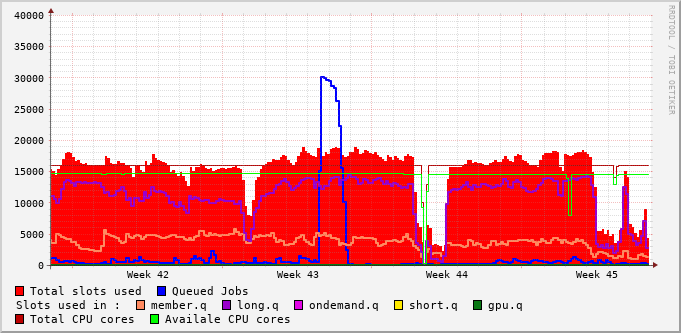 40000
35000
30000
25000
20000
15000
10000
5000
0
Week 42 Week 43 Week 44 Week 45
RRDTOOL / TOBI OETIKER
Total slots used Queued Jobs
Slots used in : member.q long.q ondemand.q short.q gpu.q
Total CPU cores Availale CPU cores